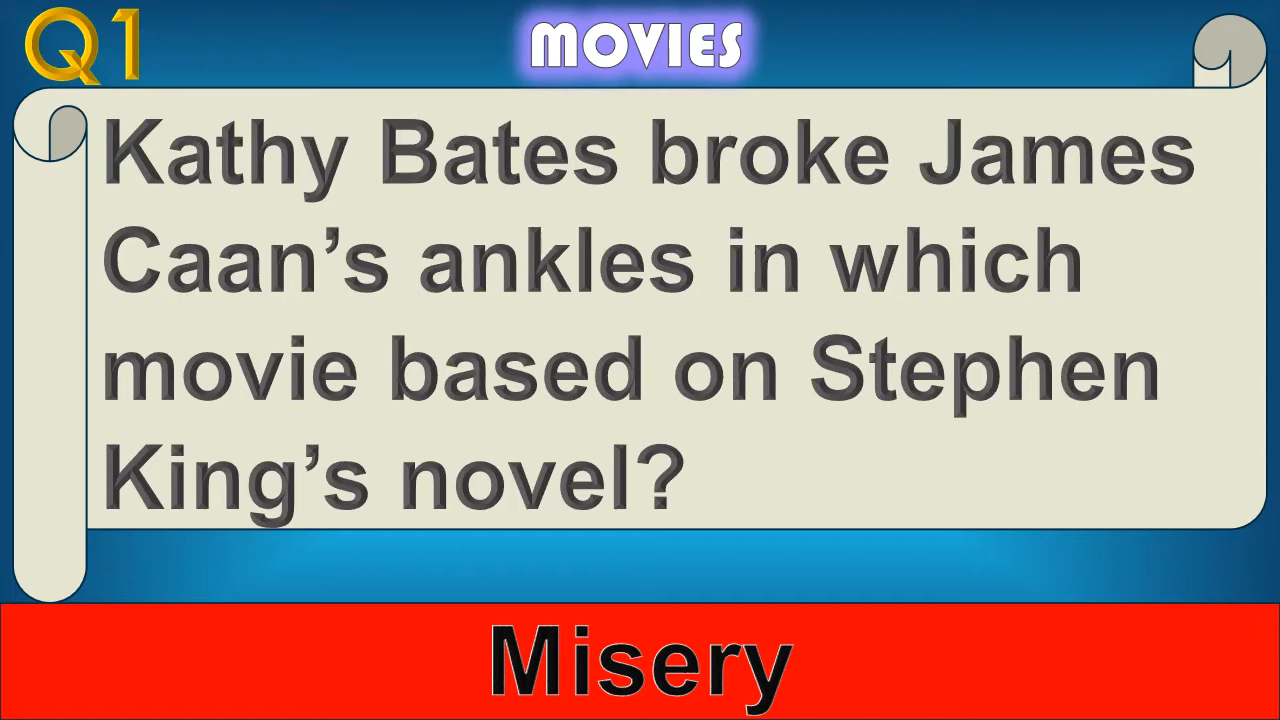 Q1
MOVIES
Kathy Bates broke James
Caan’s ankles in which
movie based on Stephen
King’s novel?
Misery